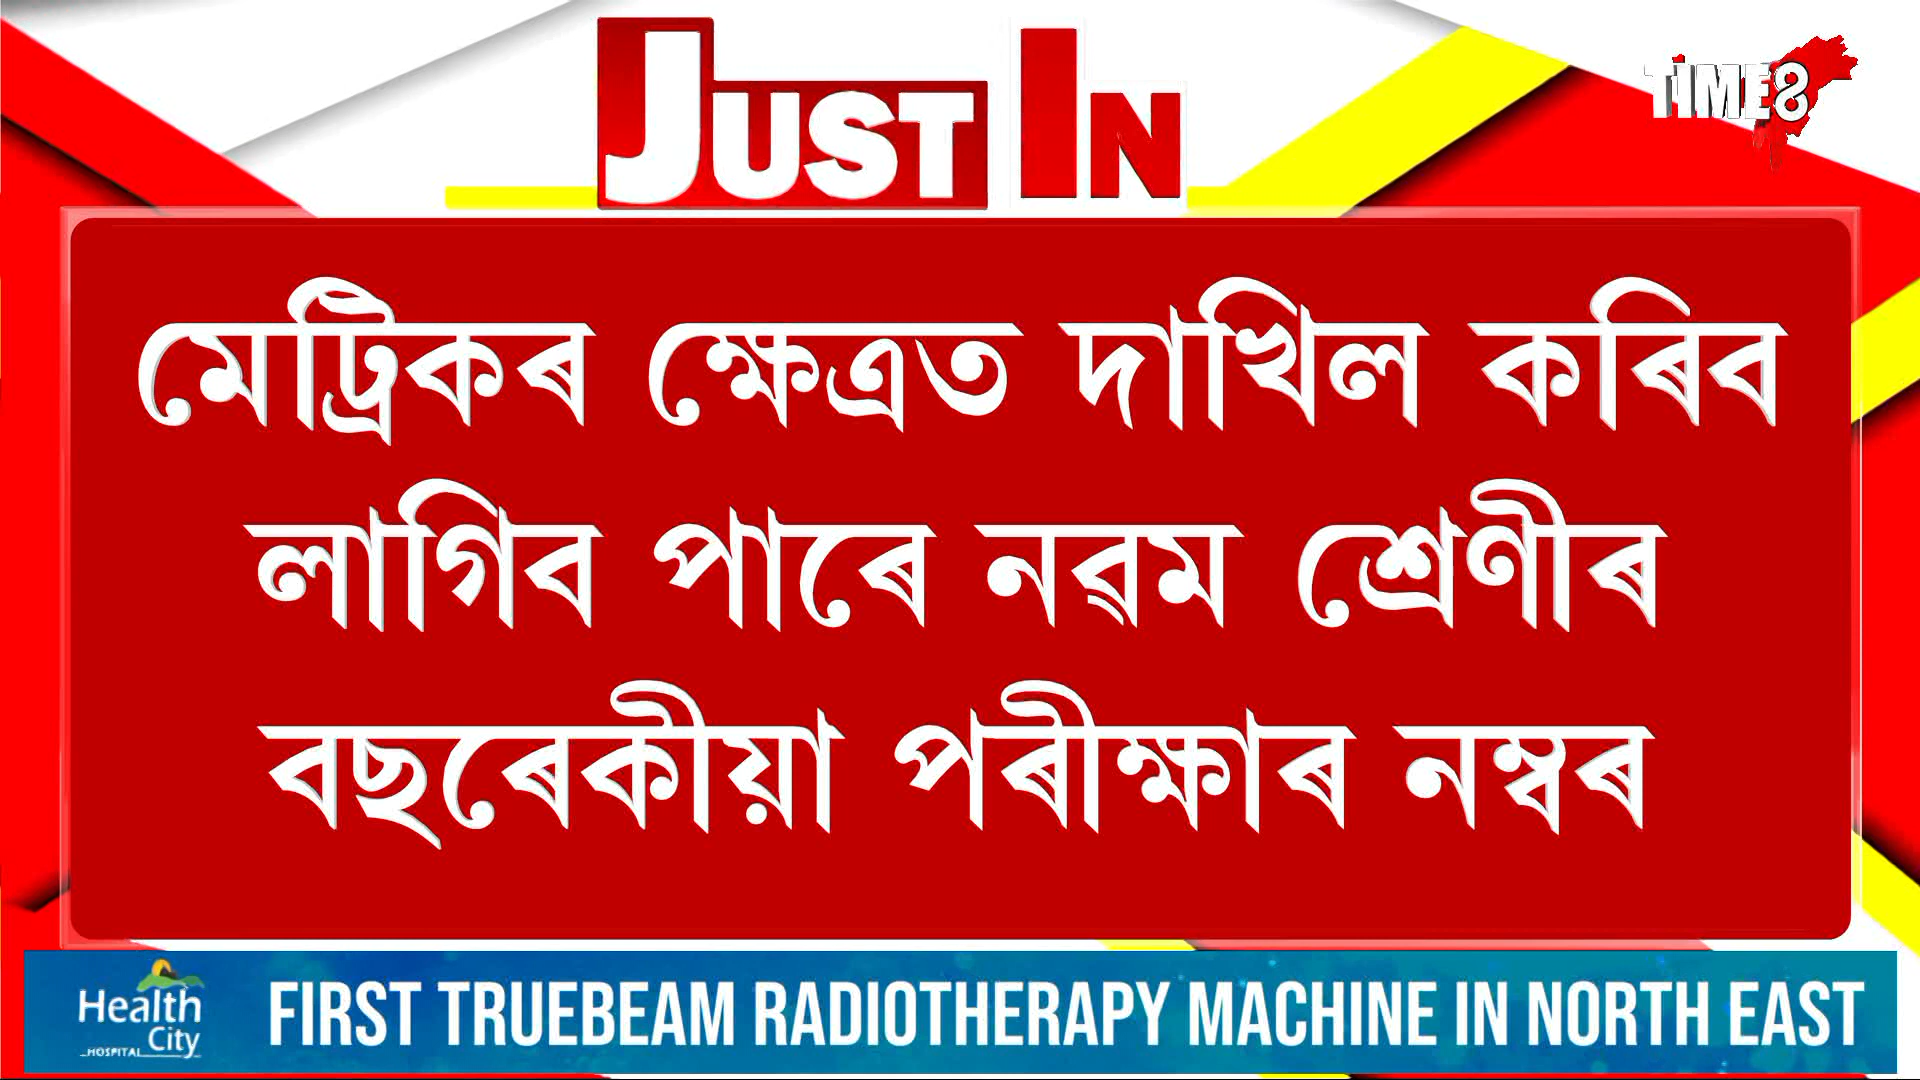 JUST IN
TIME8
মেট্ৰিকৰ ক্ষেত্ৰত দাখিল কৰিব
লাগিব পাৰে নৱম শ্ৰেণীৰ
বছৰেকীয়া পৰীক্ষাৰ নম্বৰ
Health
City
HOSPITAL
FIRST TRUEBEAM RADIOTHERAPY MACHINE IN NORTH EAST